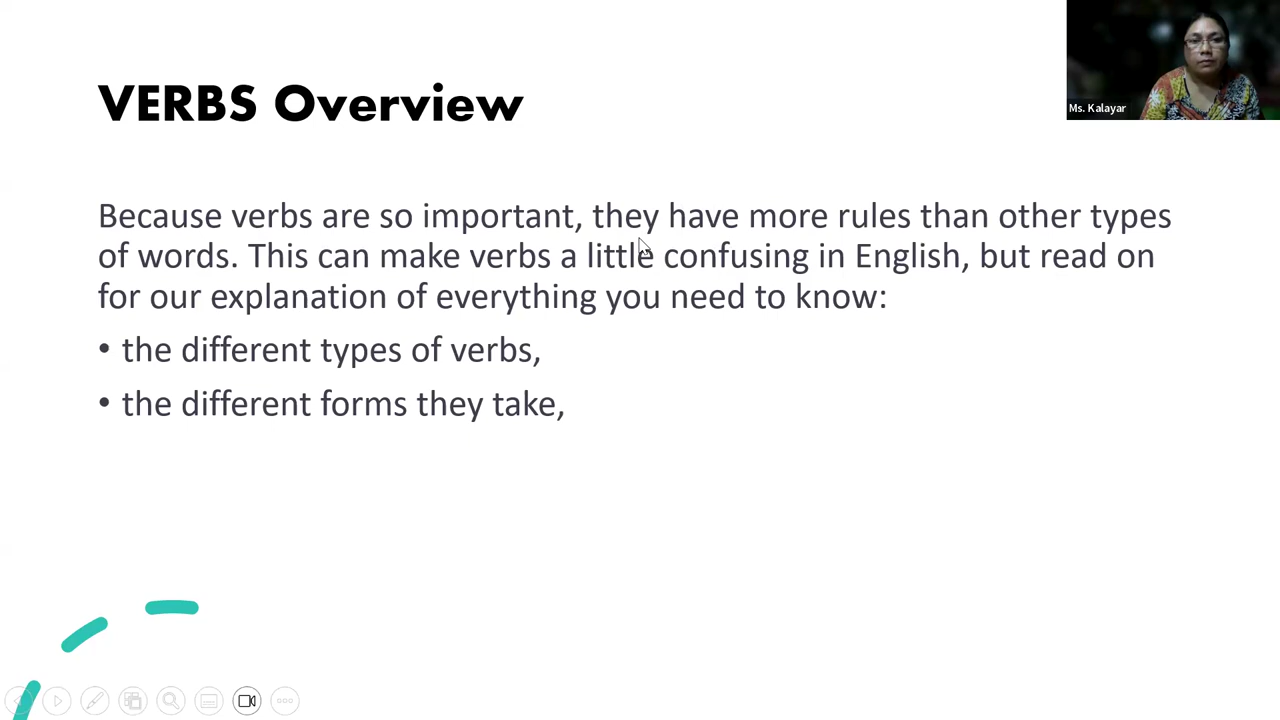 Ms. Kalayar
VERBS Overview
Because verbs are so important, they have more rules than other types
of words. This can make verbs a little confusing in English, but read on
for our explanation of everything you need to know:
• the different types of verbs,
• the different forms they take,